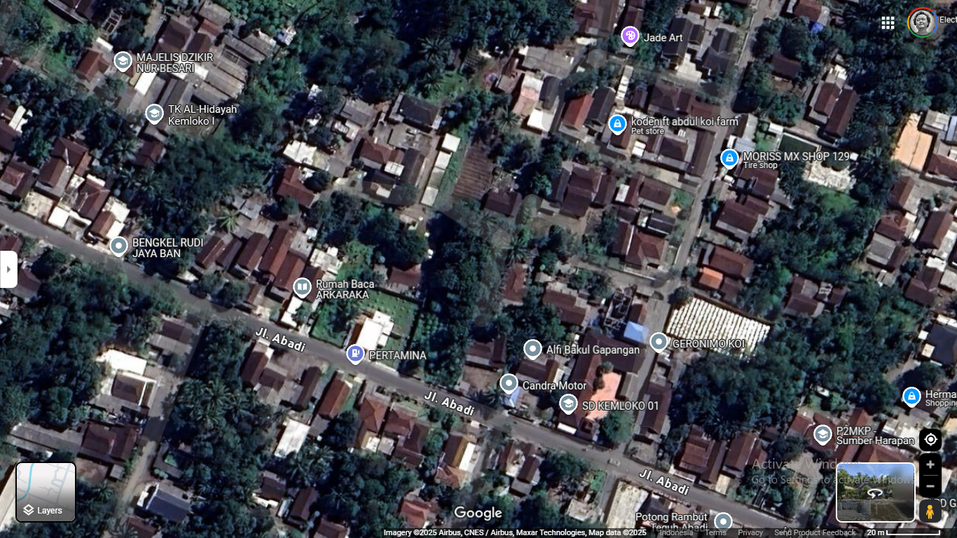 Elect
Jade Art
MAJELIS DZIKIR
NUR BESARI
TK AL-Hidayah
Kemloko I
koden ft abdul koi farm
Pet store
MORISS MX SHOP 129
Tire shop
BENGKEL RUDI
JAYA BAN
Rumah Baca
ARKARAKA
Jl. Abadi
PERTAMINA
Alfi Bakul Gapangan
GERONIMO KOI
Candra Motor
Jl. Abadi
SD KEMLOKO 01
Herma
Shopping
P2MKP
Sumber Harapan
Activate Wind
Go to Settings to activate Windows
Jl. Abadi
Layers
Google
Potong Rambut
Teguh Abadi
D G
Imagery ©2025 Airbus, CNES / Airbus, Maxar Technologies, Map data ©2025
Indonesia
Terms
Privacy
Send Product Feedback
20 m